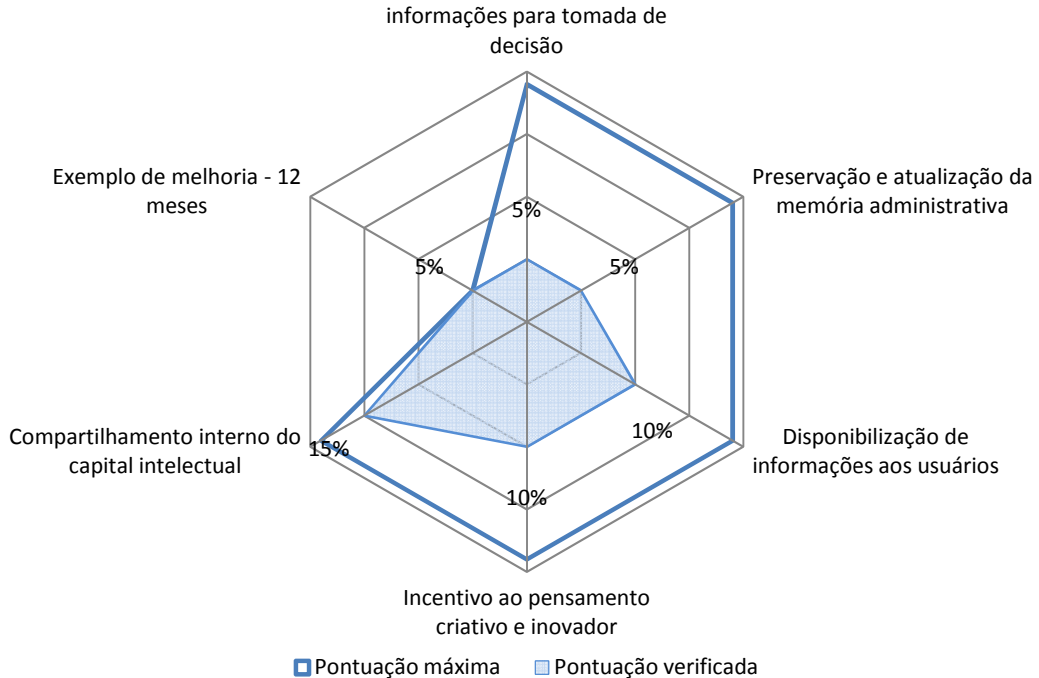 informações para tomada de
decisão
Exemplo de melhoria - 12
meses
Preservação e atualização da
memória administrativa
5%
5%
5%
Compartilhamento interno do
capital intelectual
15%
10%
Disponibilização de
informações aos usuários
10%
Incentivo ao pensamento
criativo e inovador
Pontuação máxima
Pontuação verificada